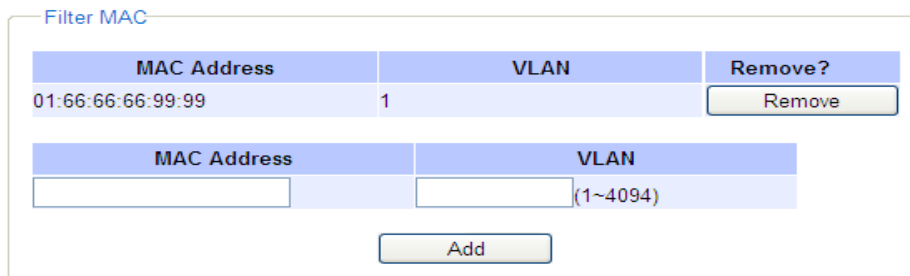 Filter MAC
MAC Address VLAN Remove?
01:66:66:66:99:99 1 Remove
MAC Address VLAN
(1~4094)
Add